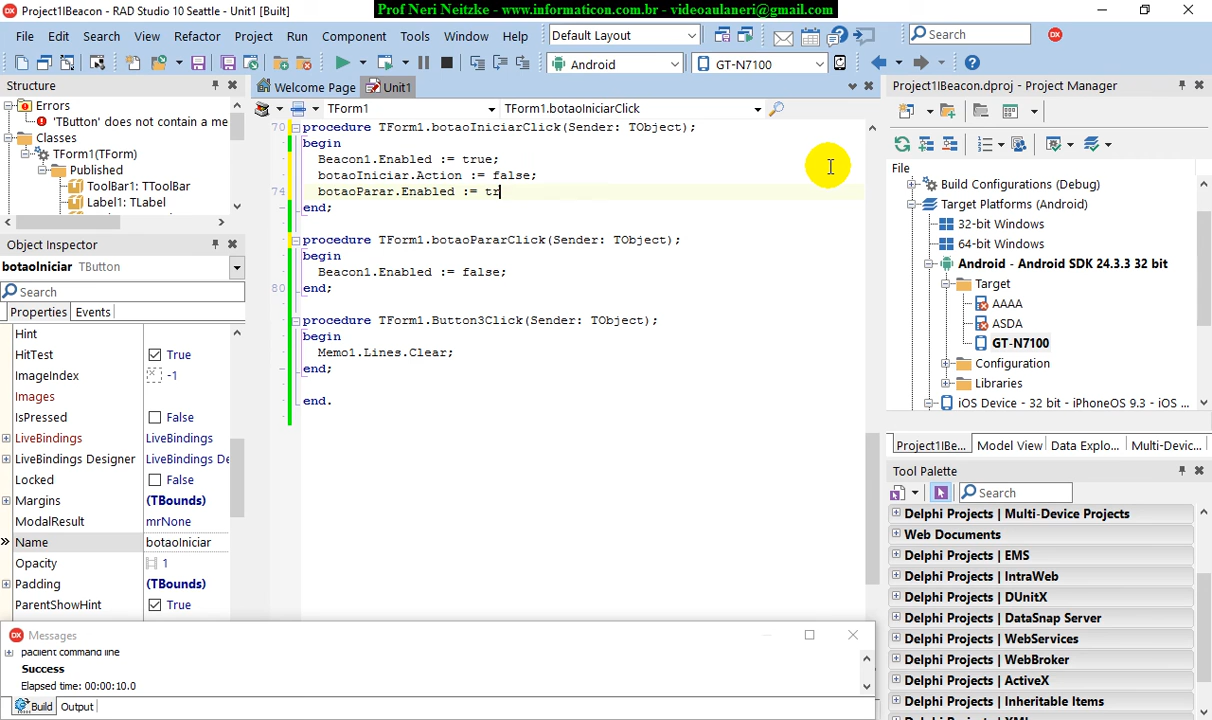 Project1IBeacon - RAD Studio 10 Seattle - Unit1 [Built]
Prof Neri Neitzke - www.informaticon.com.br - videoaulaneri@gmail.com
File Edit Search View Refactor Project Run Component Tools Window Help
Default Layout
Search
Android
GT-N7100
Structure
Errors
'TButton' does not contain a me
Classes
TForm1(TForm)
Published
ToolBar1: TToolBar
Label1: TLabel
Object Inspector
botaoIniciar TButton
Search
Properties Events
Hint
HitTest True
ImageIndex -1
Images
IsPressed False
LiveBindings LiveBindings
LiveBindings Designer LiveBindings De
Locked False
Margins (TBounds)
ModalResult mrNone
Name botaoIniciar
Opacity 1
Padding (TBounds)
ParentShowHint True
Welcome Page Unit1
TForm1 TForm1.botaoIniciarClick
70 procedure TForm1.botaoIniciarClick(Sender: TObject);
begin
Beacon1.Enabled := true;
botaoIniciar.Action := false;
74 botaoParar.Enabled := tr
end;
procedure TForm1.botaoPararClick(Sender: TObject);
begin
Beacon1.Enabled := false;
80 end;
procedure TForm1.Button3Click(Sender: TObject);
begin
Memo1.Lines.Clear;
end;
end.
Messages
paclient command line
Success
Elapsed time: 00:00:10.0
Build Output
Project1IBeacon.dproj - Project Manager
File
Build Configurations (Debug)
Target Platforms (Android)
32-bit Windows
64-bit Windows
Android - Android SDK 24.3.3 32 bit
Target
AAAA
ASDA
GT-N7100
Configuration
Libraries
iOS Device - 32 bit - iPhoneOS 9.3 - iOS ...
Project1IBe... Model View Data Explo... Multi-Devic...
Tool Palette
Search
Delphi Projects | Multi-Device Projects
Web Documents
Delphi Projects | EMS
Delphi Projects | IntraWeb
Delphi Projects | DUnitX
Delphi Projects | DataSnap Server
Delphi Projects | WebServices
Delphi Projects | WebBroker
Delphi Projects | ActiveX
Delphi Projects | Inheritable Items